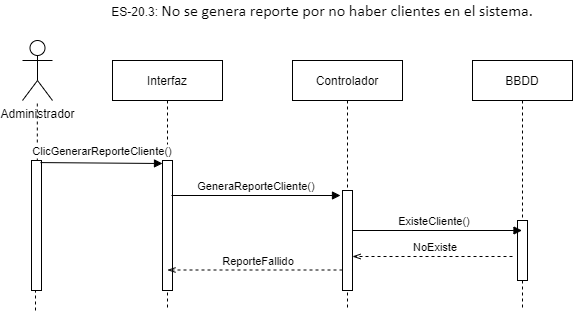 ES-20.3: No se genera reporte por no haber clientes en el sistema.
Interfaz
Controlador
BBDD
Administrador
ClicGenerarReporteCliente()
GeneraReporteCliente()
ExisteCliente()
NoExiste
ReporteFallido